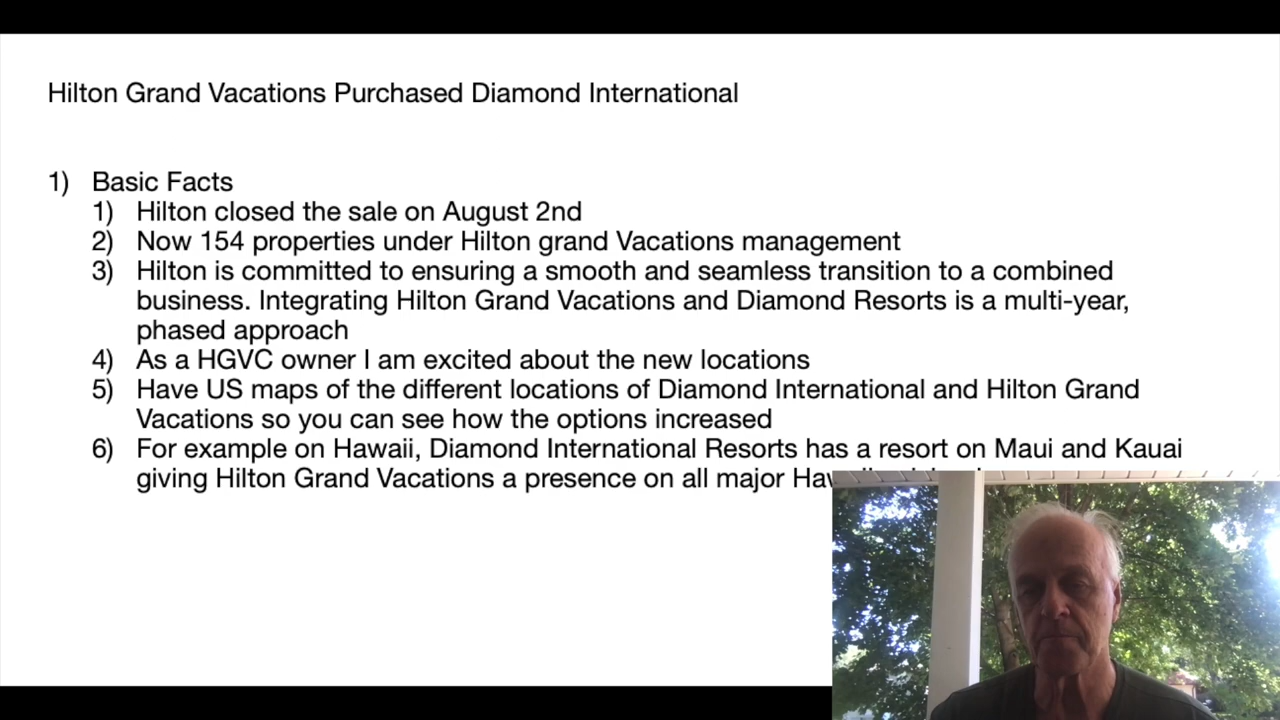 Hilton Grand Vacations Purchased Diamond International
1) Basic Facts
1) Hilton closed the sale on August 2nd
2) Now 154 properties under Hilton grand Vacations management
3) Hilton is committed to ensuring a smooth and seamless transition to a combined
business. Integrating Hilton Grand Vacations and Diamond Resorts is a multi-year,
phased approach
4) As a HGVC owner I am excited about the new locations
5) Have US maps of the different locations of Diamond International and Hilton Grand
Vacations so you can see how the options increased
6) For example on Hawaii, Diamond International Resorts has a resort on Maui and Kauai
giving Hilton Grand Vacations a presence on all major